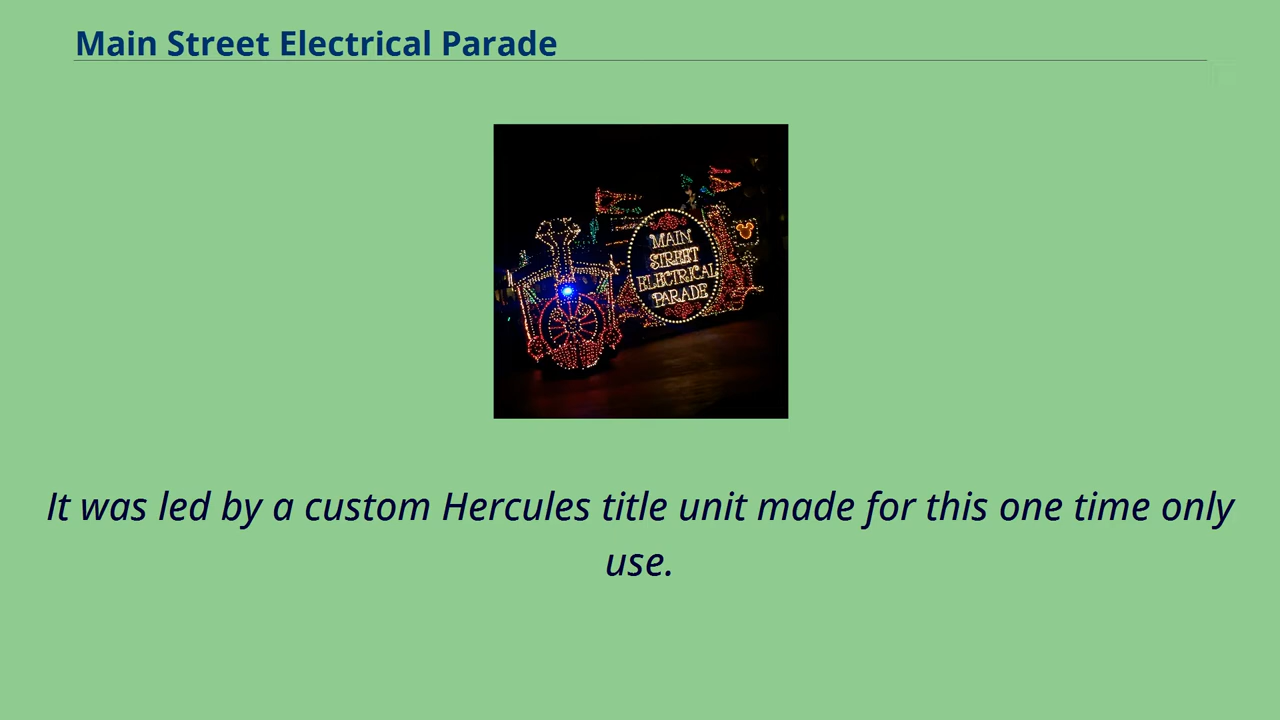 Main Street Electrical Parade
MAIN
STREET
ELECTRICAL
PARADE
It was led by a custom Hercules title unit made for this one time only
use.